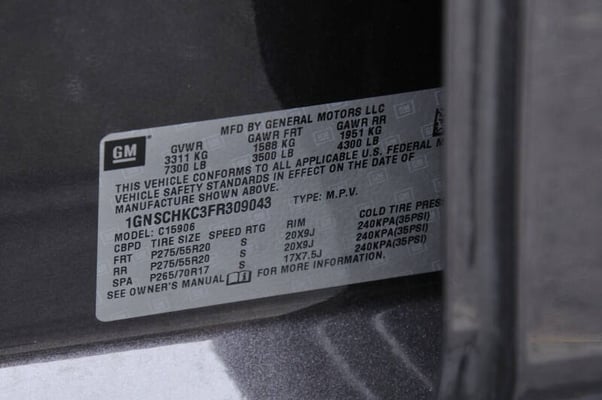 GM
MFD BY GENERAL MOTORS LLC
GVWR GAWR FRT GAWR RR
3311 KG 1588 KG 1951 KG
7300 LB 3500 LB 4300 LB
THIS VEHICLE CONFORMS TO ALL APPLICABLE U.S. FEDERAL
VEHICLE SAFETY STANDARDS IN EFFECT ON THE DATE OF
MANUFACTURE SHOWN ABOVE.
1GNSCHKC3FR309043 TYPE: M.P.V.
MODEL: C15906
CBPD TIRE SIZE SPEED RTG RIM COLD TIRE PRES
FRT P275/55R20 S 20X9J 240KPA(35PSI)
RR P275/55R20 S 20X9J 240KPA(35PSI)
SPA P265/70R17 S 17X7.5J 240KPA(35PSI)
SEE OWNER'S MANUAL FOR MORE INFORMATION.